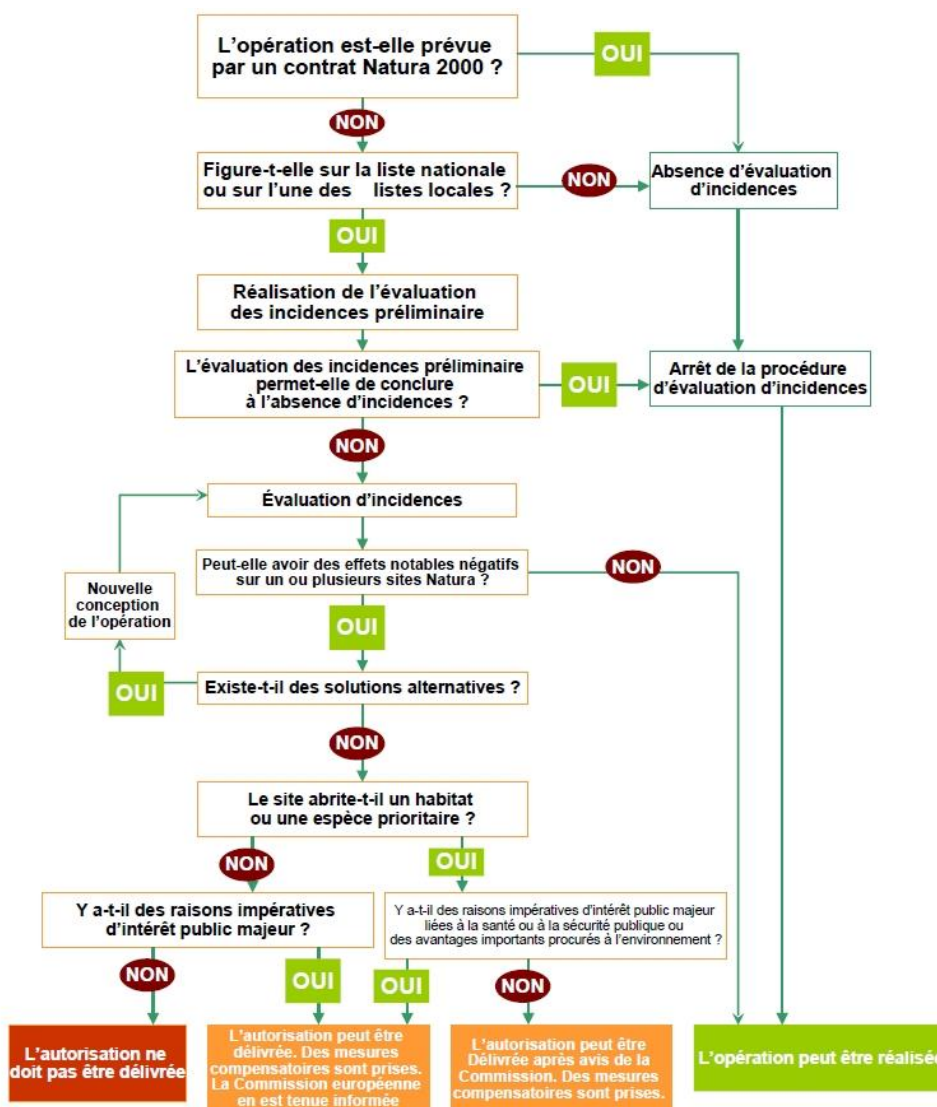 L'opération est-elle prévue
par un contrat Natura 2000 ?
OUI
NON
Figure-t-elle sur la liste nationale
ou sur l'une des listes locales ?
NON
Absence d'évaluation
d'incidences
OUI
Réalisation de l'évaluation
des incidences préliminaire
L'évaluation des incidences préliminaire
permet-elle de conclure
à l'absence d'incidences ?
OUI
Arrêt de la procédure
d'évaluation d'incidences
NON
Évaluation d'incidences
Peut-elle avoir des effets notables négatifs
sur un ou plusieurs sites Natura ?
NON
Nouvelle
conception
de l'opération
OUI
OUI
Existe-t-il des solutions alternatives ?
NON
Le site abrite-t-il un habitat
ou une espèce prioritaire ?
NON
OUI
Y a-t-il des raisons impératives
d'intérêt public majeur ?
Y a-t-il des raisons impératives d'intérêt public majeur
liées à la santé ou à la sécurité publique ou
des avantages importants procurés à l'environnement ?
NON
OUI
OUI
NON
L'autorisation ne
doit pas être délivrée
L'autorisation peut être
délivrée. Des mesures
compensatoires sont prises.
La Commission européenne
en est tenue informée
L'autorisation peut être
Délivrée après avis de la
Commission. Des mesures
compensatoires sont prises.
L'opération peut être réalisée